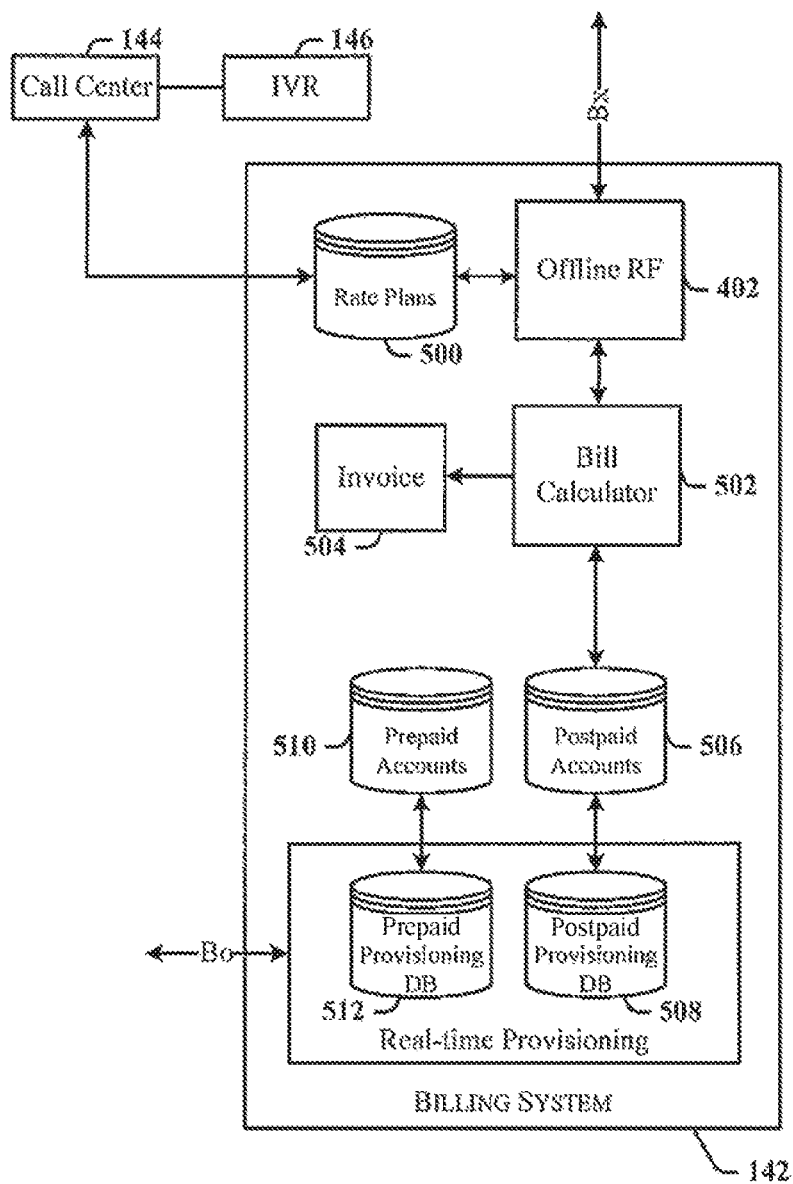 144
146
Call Center
IVR
Bx
Rate Plans
Offline RF
402
500
Invoice
Bill
Calculator
502
504
510
Prepaid
Accounts
Postpaid
Accounts
506
Bo
Prepaid
Provisioning
DB
Postpaid
Provisioning
DB
512
508
Real-time Provisioning
BILLING SYSTEM
142